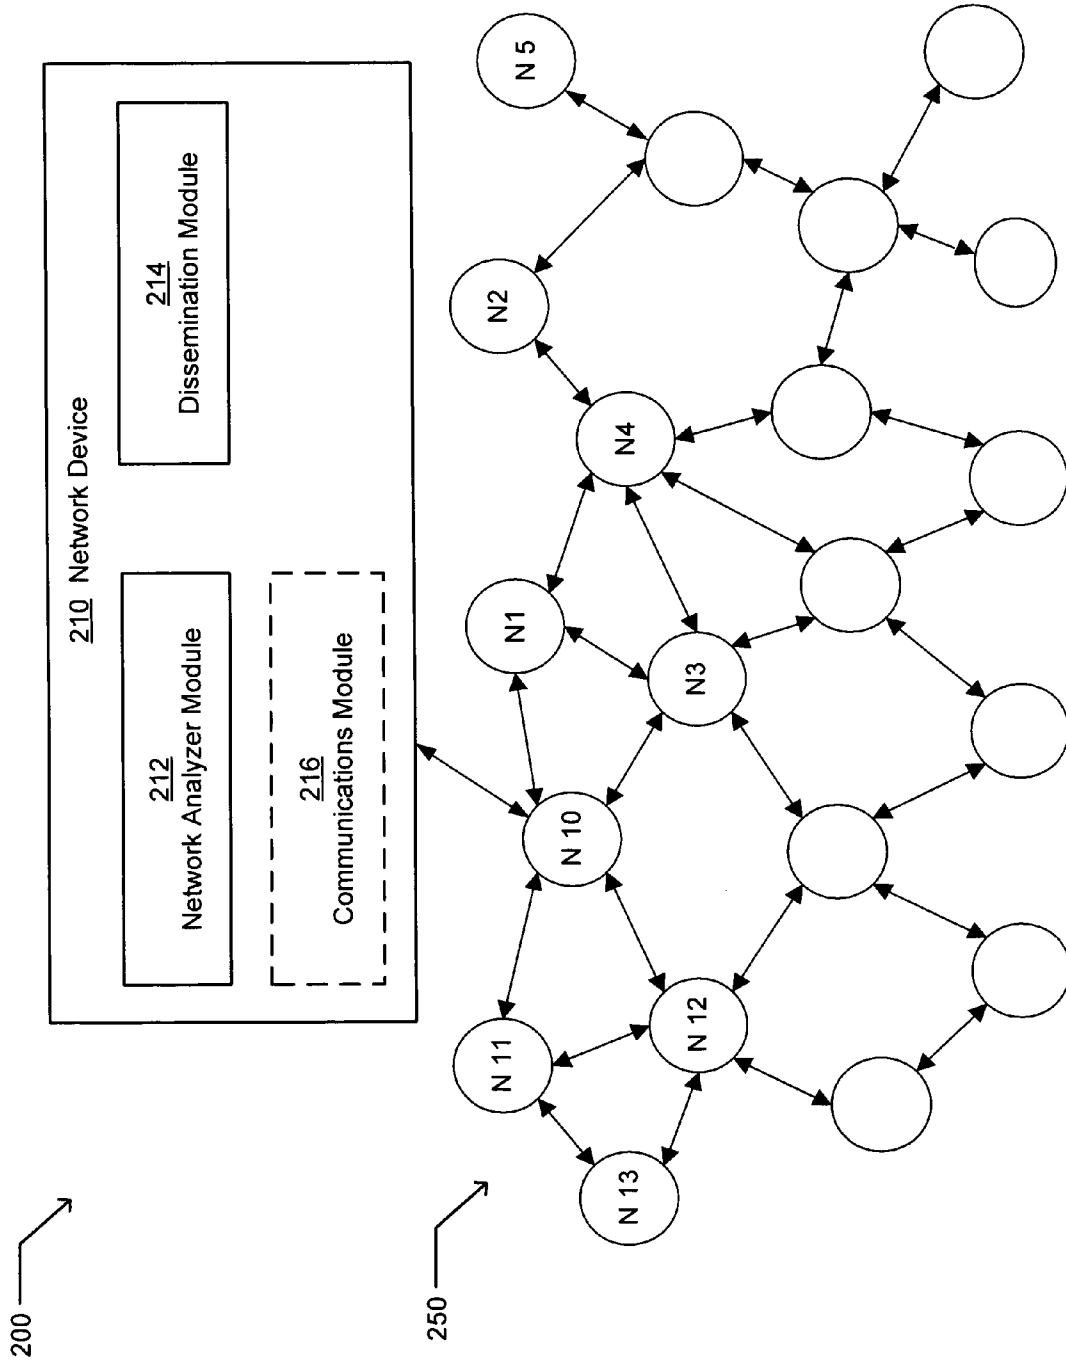 200
210 Network Device
212
Network Analyzer Module
214
Dissemination Module
216
Communications Module
250
N 13
N 11
N 12
N 10
N1
N3
N4
N2
N 5